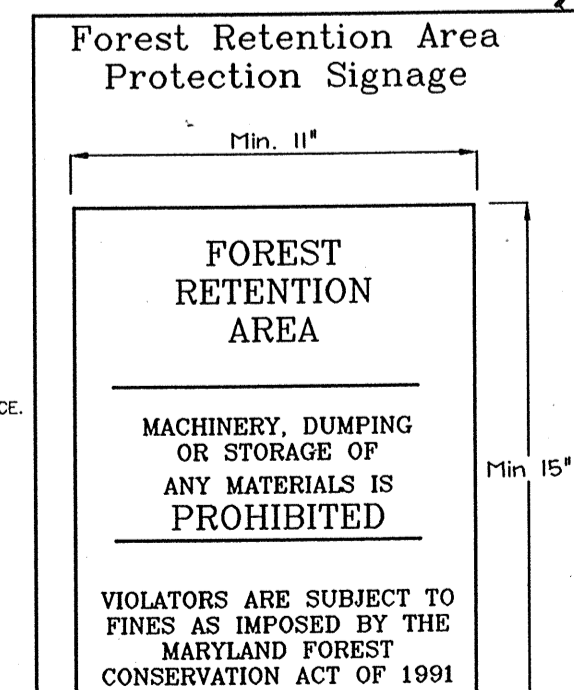 Forest Retention Area
Protection Signage
Min. 11"
FOREST
RETENTION
AREA
CE.
MACHINERY, DUMPING
OR STORAGE OF
ANY MATERIALS IS
PROHIBITED
Min 15"
VIOLATORS ARE SUBJECT TO
FINES AS IMPOSED BY THE
MARYLAND FOREST
CONSERVATION ACT OF 1991